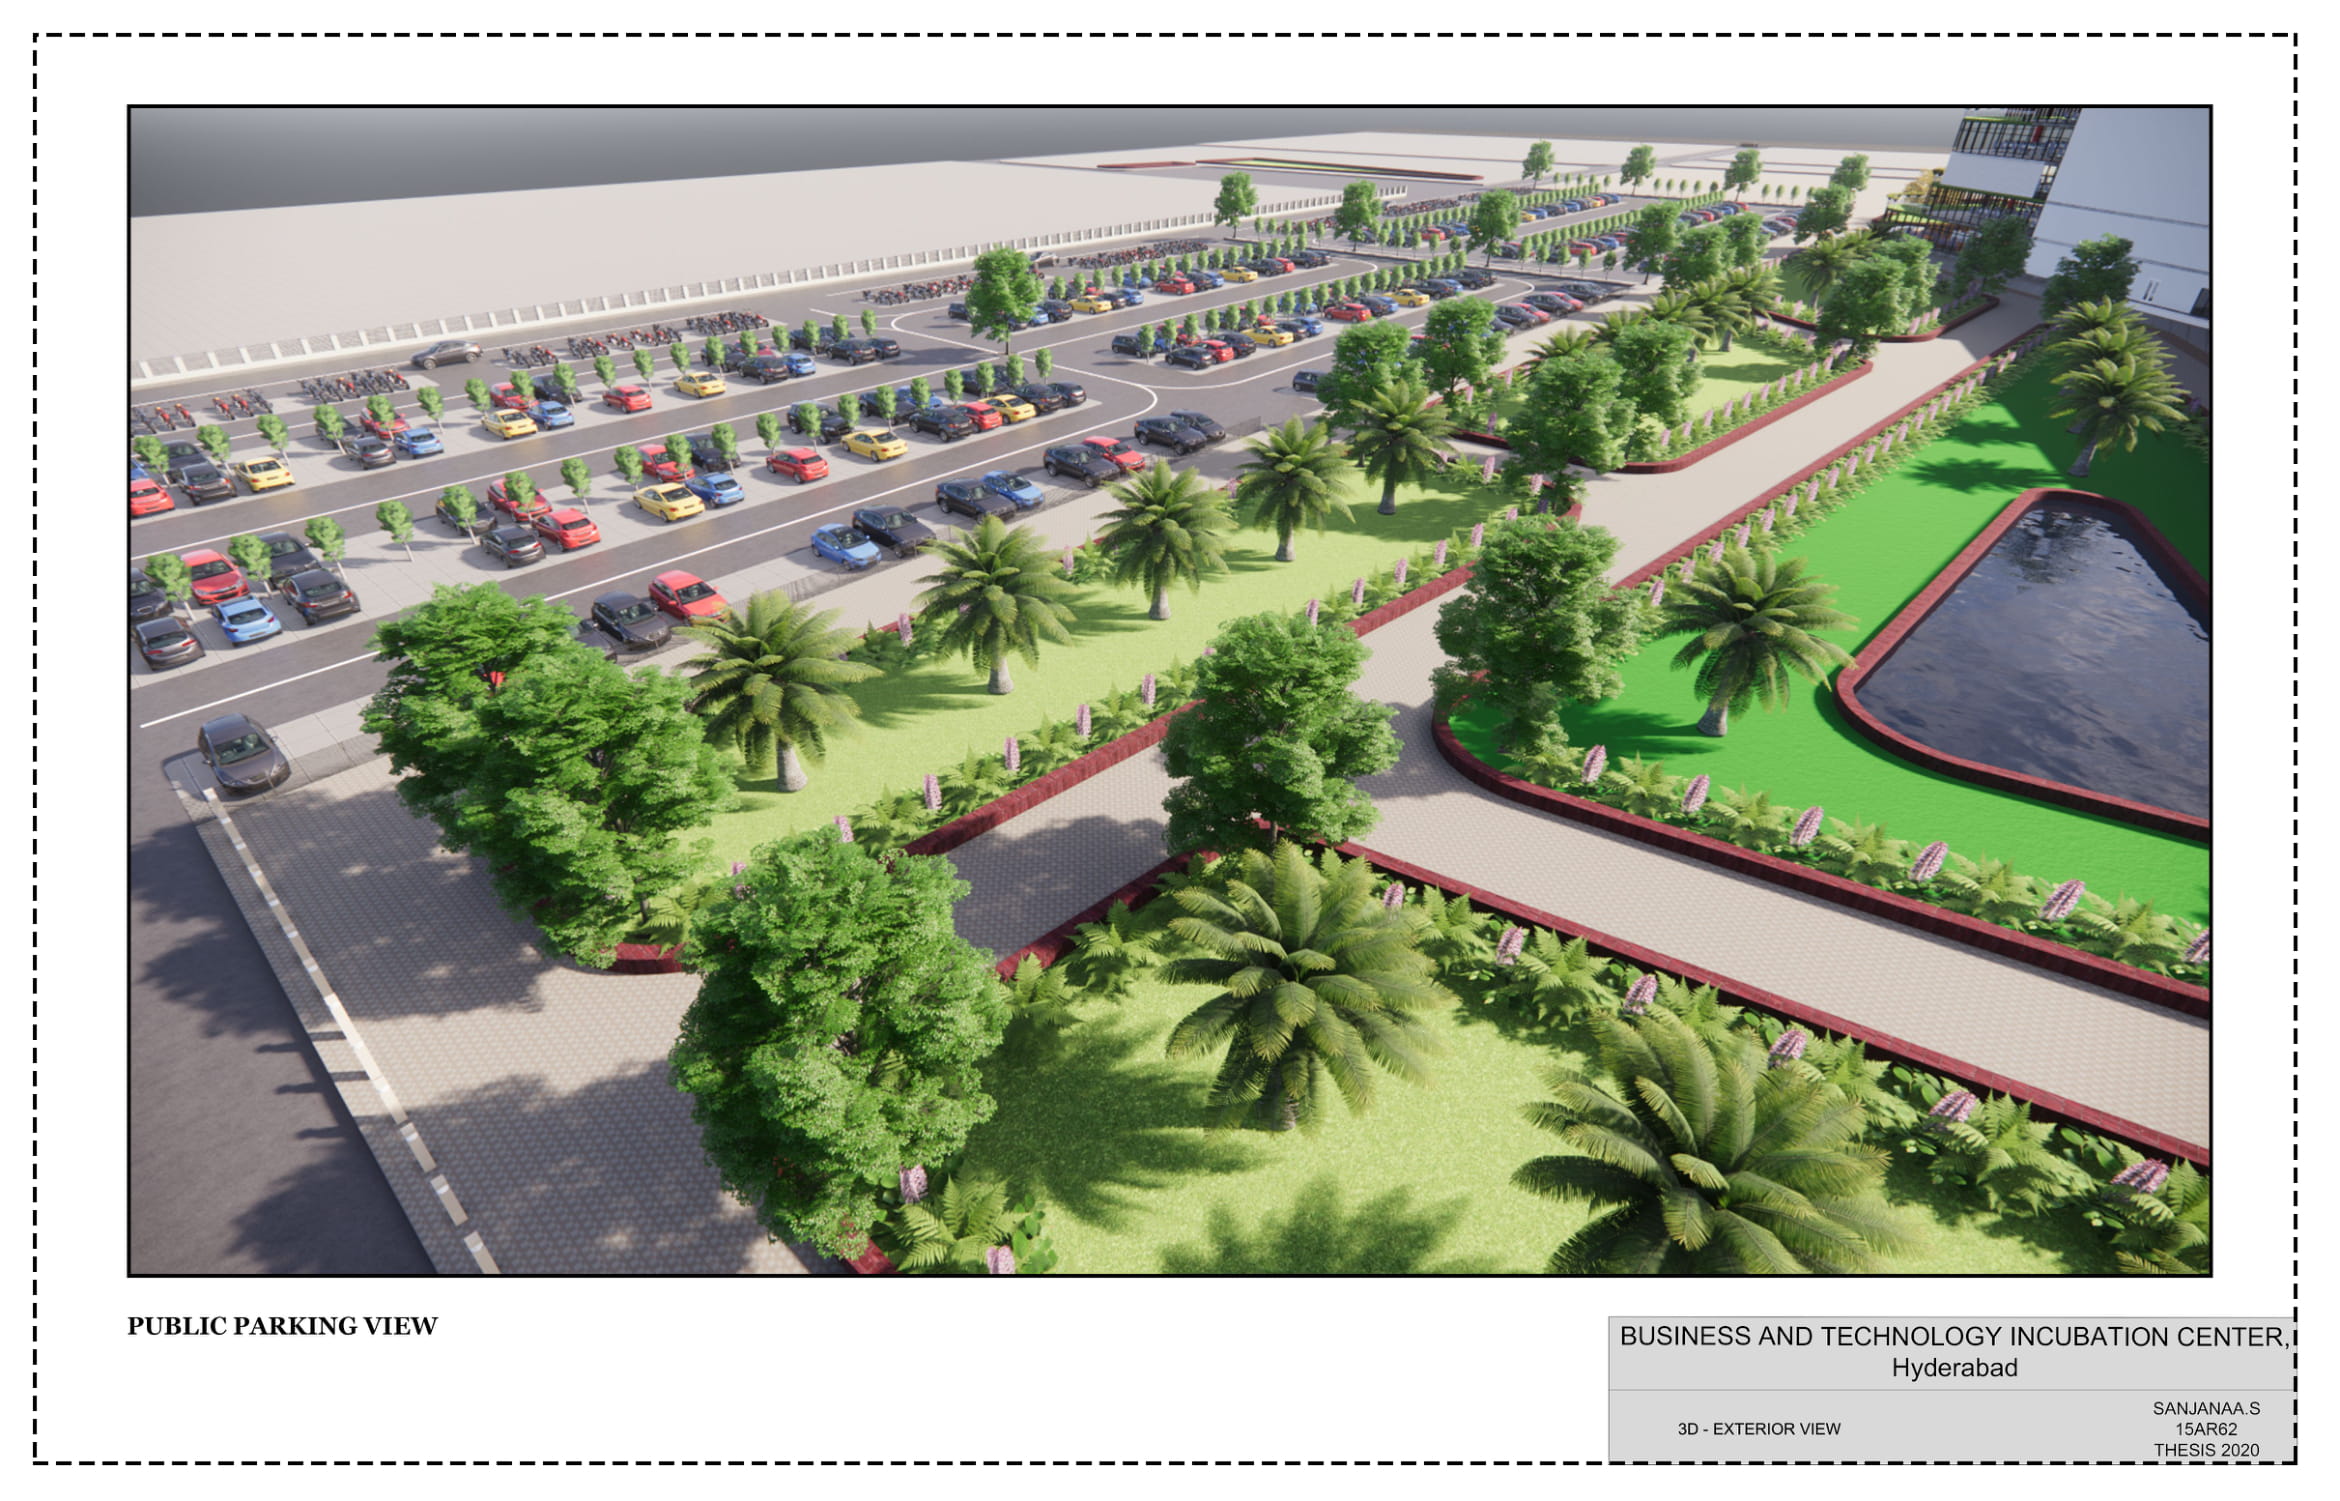 PUBLIC PARKING VIEW
BUSINESS AND TECHNOLOGY INCUBATION CENTER,
Hyderabad
3D - EXTERIOR VIEW
SANJANAA.S
15AR62
THESIS 2020